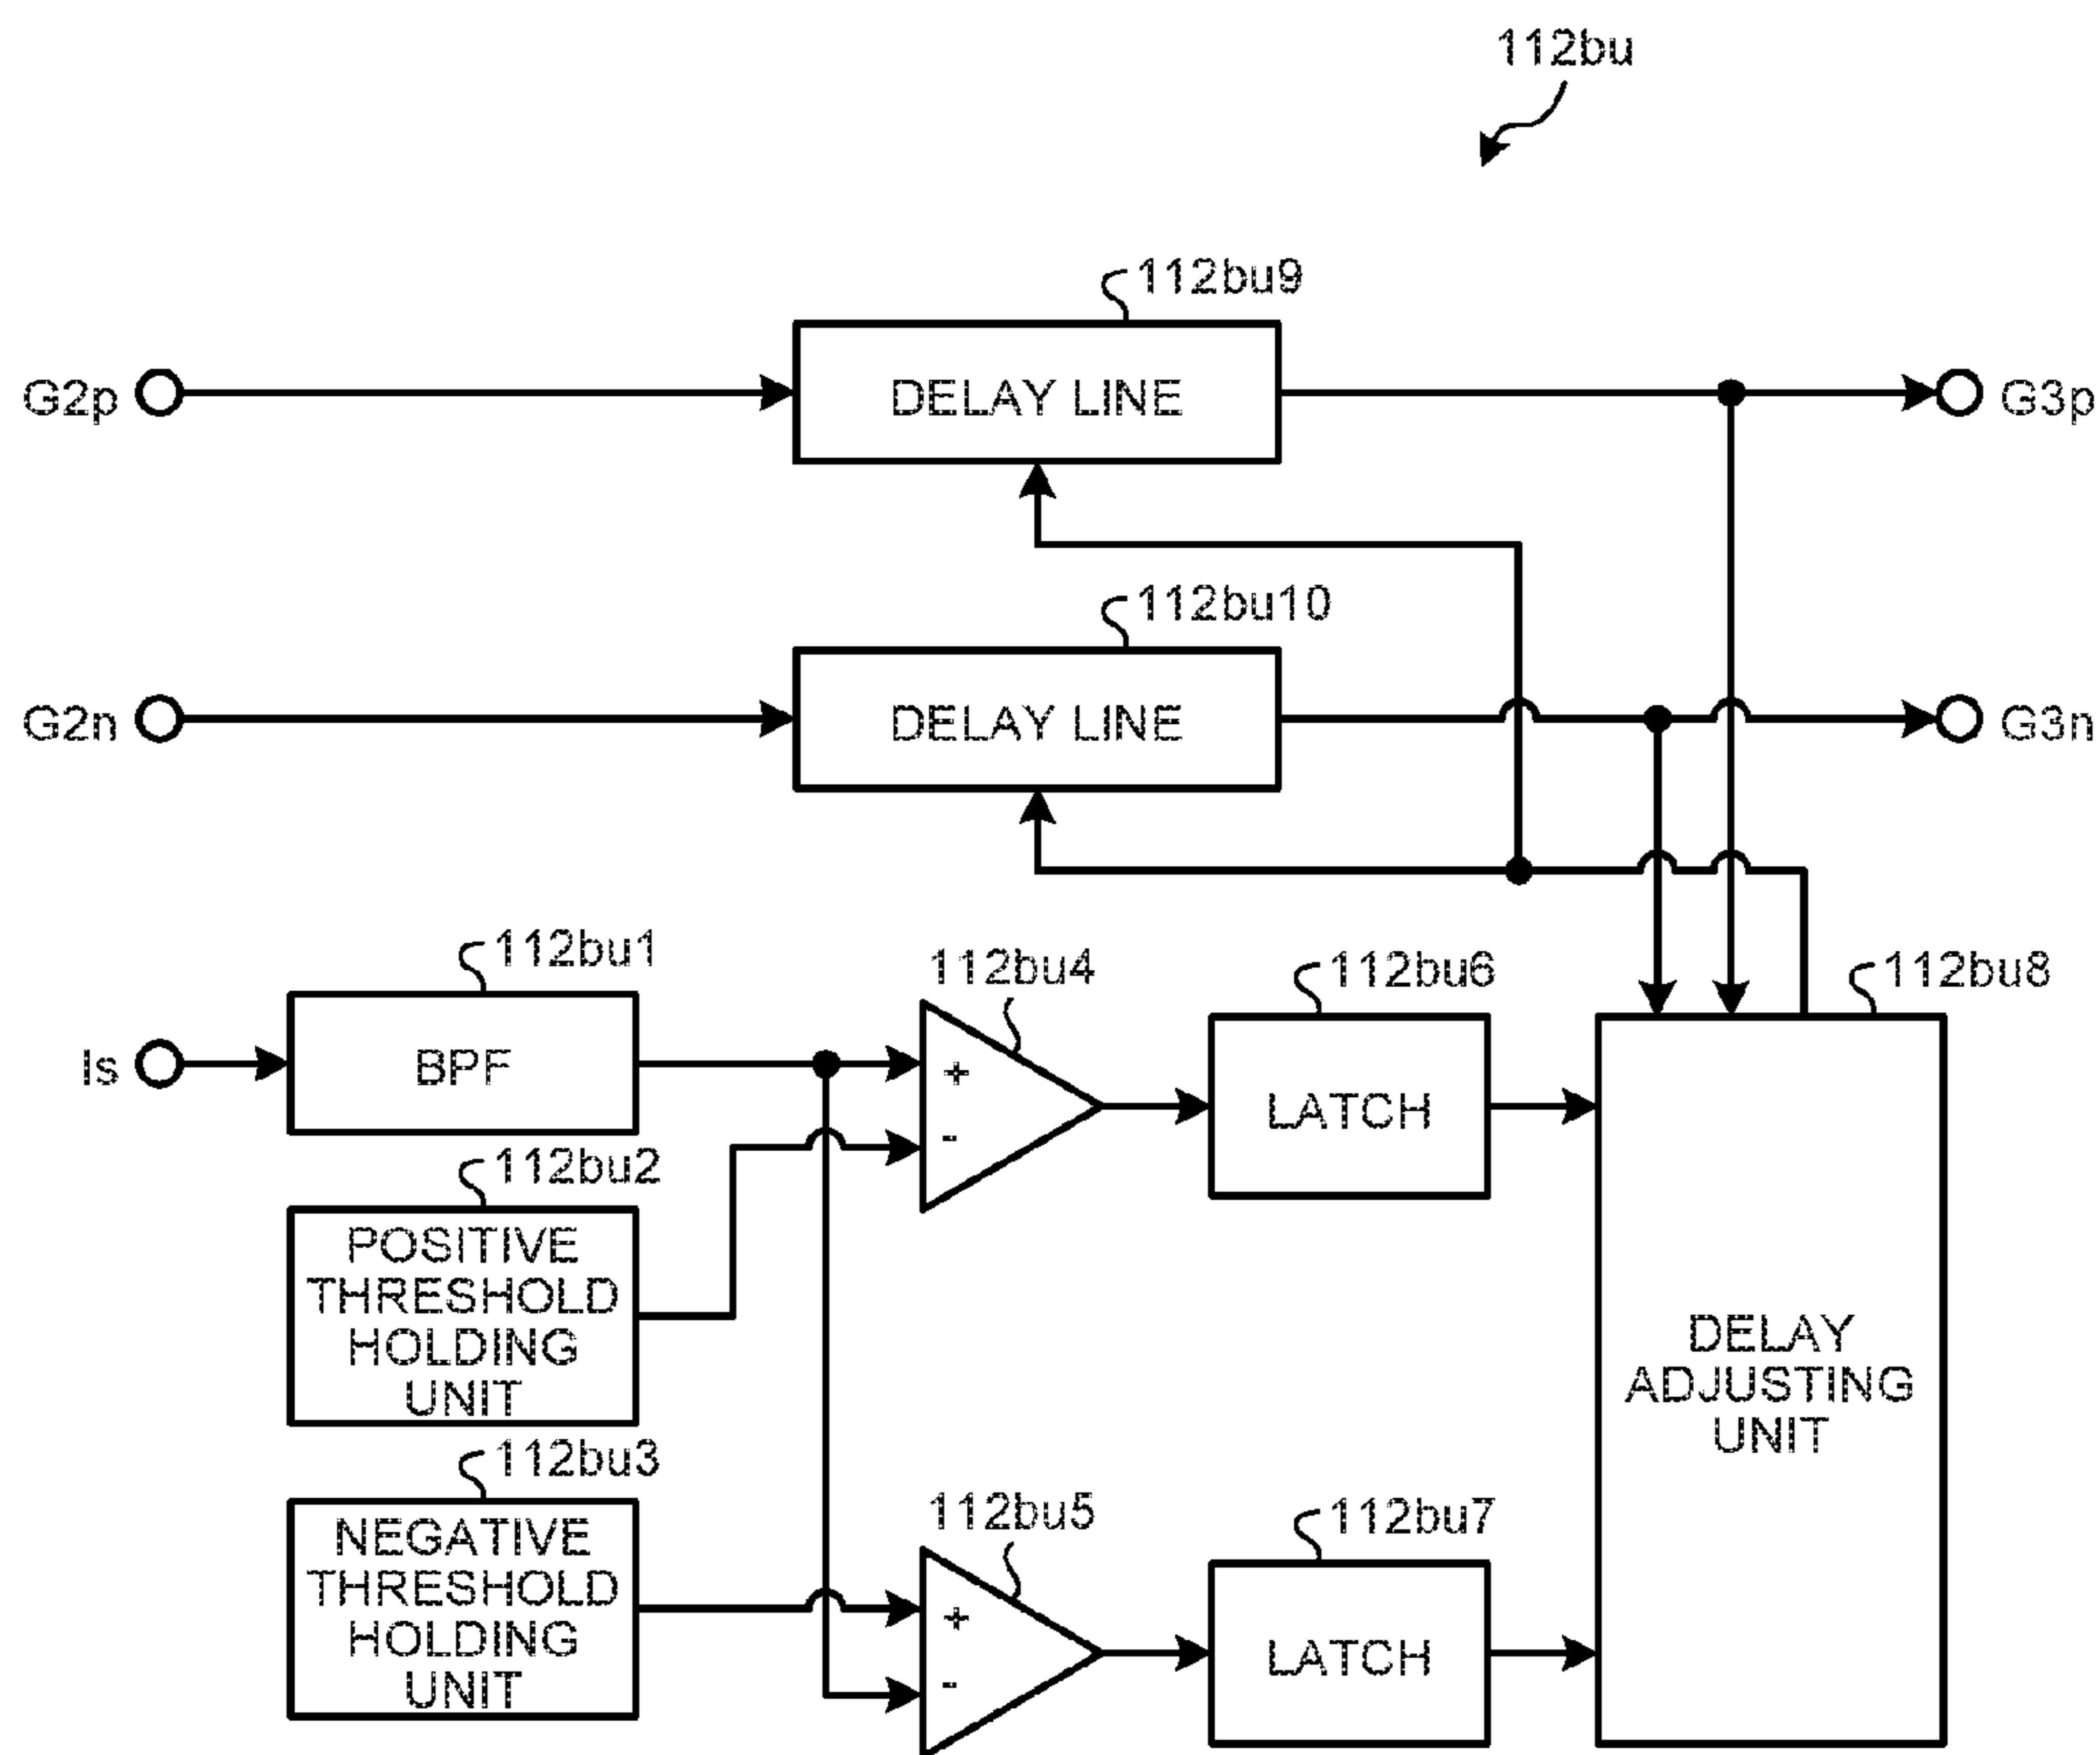 112bu
112bu9
G2p
DELAY LINE
G3p
112bu10
G2n
DELAY LINE
G3n
112bu1
112bu4
112bu6
112bu8
Is
BPF
+
-
LATCH
112bu2
POSITIVE
THRESHOLD
HOLDING
UNIT
DELAY
ADJUSTING
UNIT
112bu3
112bu5
112bu7
NEGATIVE
THRESHOLD
HOLDING
UNIT
+
-
LATCH